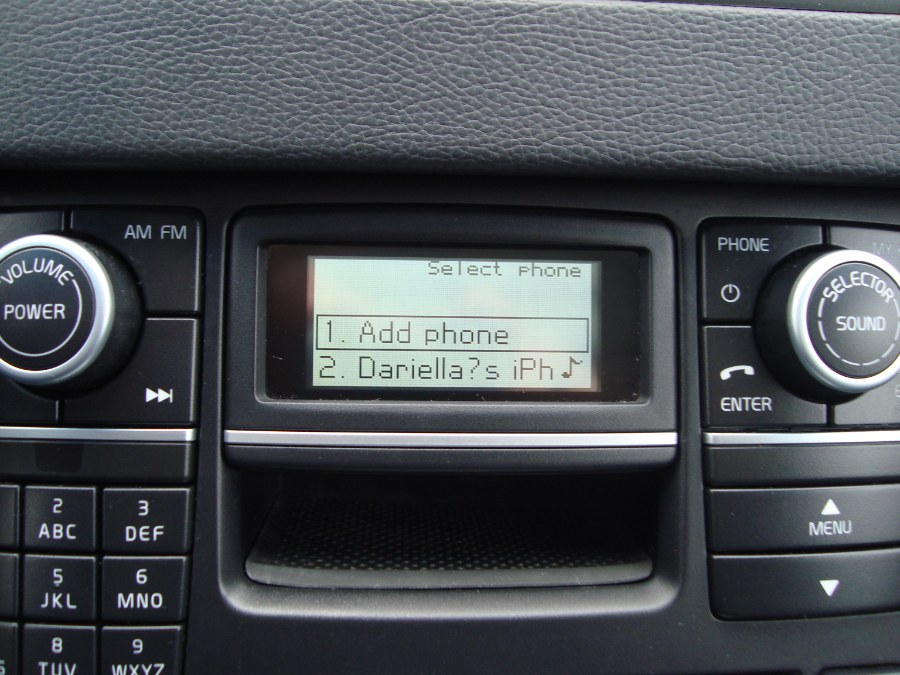 AM FM
VOLUME
POWER
Select phone
1. Add phone
2. Dariella?s iPh
PHONE
MY
SELECTOR
SOUND
ENTER
MENU
2
ABC
3
DEF
5
JKL
6
MNO
8
TUV
9
WXYZ